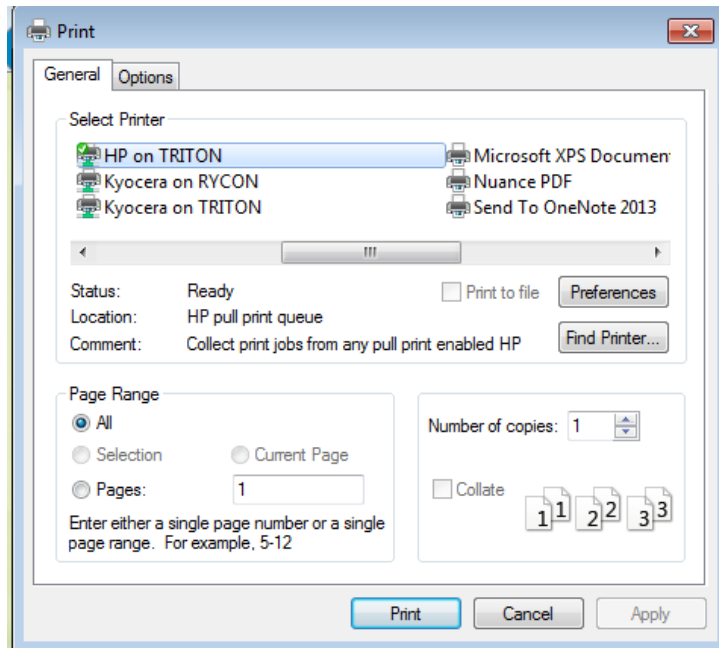 Print
General Options
Select Printer
HP on TRITON Microsoft XPS Documen
Kyocera on RYCON Nuance PDF
Kyocera on TRITON Send To OneNote 2013
Status: Ready Print to file Preferences
Location: HP pull print queue
Comment: Collect print jobs from any pull print enabled HP Find Printer...
Page Range
All Number of copies: 1
Selection Current Page
Pages: 1 Collate
1 1 2 2 3 3
Enter either a single page number or a single
page range. For example, 5-12
Print Cancel Apply